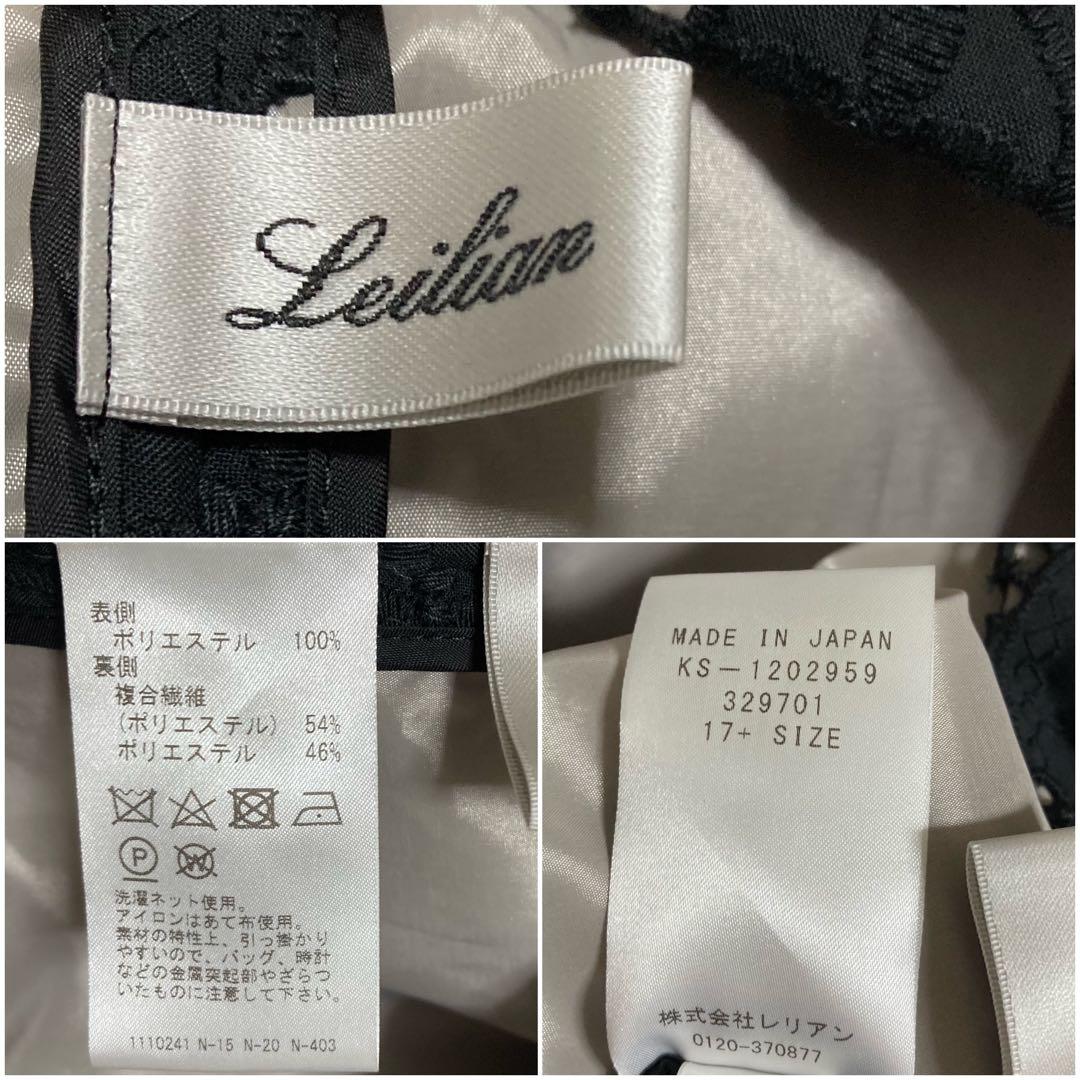 Leilian
表側
ポリエステル 100%
裏側
複合繊維
(ポリエステル) 54%
ポリエステル 46%
P
W
洗濯ネット使用。
アイロンはあて布使用。
素材の特性上、引っ掛かり
やすいので、バッグ、時計
などの金属突起部やざらつ
いたものに注意して下さい。
1110241 N-15 N-20 N-403
MADE IN JAPAN
KS-1202959
329701
17+ SIZE
株式会社レリアン
0120-370877